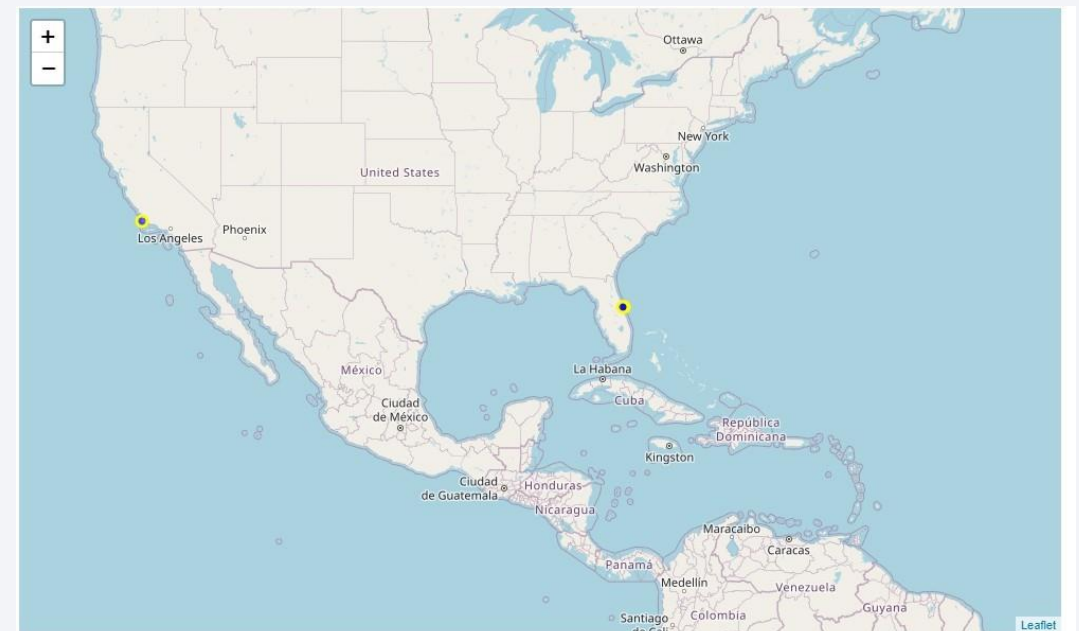 +
−
Ottawa
New York
Washington
United States
Phoenix
Los Angeles
La Habana
México
Cuba
Ciudad
de México
República
Dominicana
Kingston
Ciudad
de Guatemala
Honduras
Nicaragua
Maracaibo
Caracas
Panamá
Medellín
Venezuela
Guyana
Colombia
Santiago
Leaflet